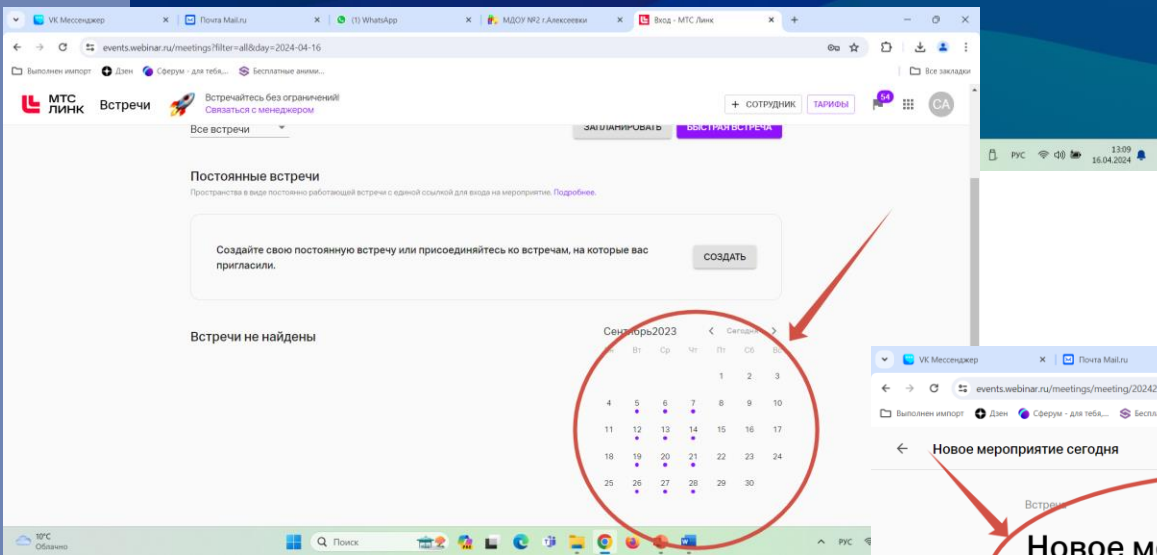 VK Мессенджер
Почта Mail.ru
(1) WhatsApp
МДОУ №2 г.Алексеевки
Вход - МТС Линк
events.webinar.ru/meetings?filter=all&day=2024-04-16
Выполнен импорт
Дзен
Сферум - для тебя,...
Бесплатные аними...
Все закладки
МТС ЛИНК
Встречи
Встречайтесь без ограничений!
Связаться с менеджером
+ СОТРУДНИК
ТАРИФЫ
54
СА
Все встречи
ЗАПЛАНИРОВАТЬ
БЫСТРАЯ ВСТРЕЧА
РУС
13:09
16.04.2024
Постоянные встречи
Пространства в виде постоянно работающей встречи с единой ссылкой для входа на мероприятие. Подробнее.
Создайте свою постоянную встречу или присоединяйтесь ко встречам, на которые вас
пригласили.
СОЗДАТЬ
Встречи не найдены
Сентябрь2023
Сегодня
Вт Ср Чт Пт Сб Вс
1 2 3
4 5 6 7 8 9 10
11 12 13 14 15 16 17
18 19 20 21 22 23 24
25 26 27 28 29 30
10°C
Облачно
Поиск
РУС
VK Мессенджер
Почта Mail.ru
events.webinar.ru/meetings/meeting/20242
Выполнен импорт
Дзен
Сферум - для тебя,...
Новое мероприятие сегодня
Встреча
Новое